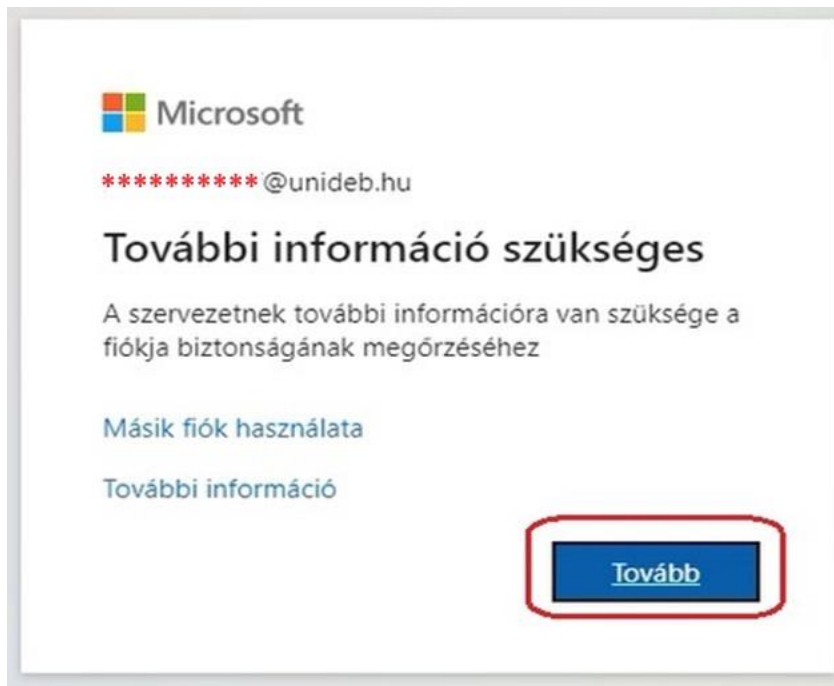 Microsoft
**********@unideb.hu
További információ szükséges
A szervezetnek további információra van szüksége a
fiókja biztonságának megőrzéséhez
Másik fiók használata
További információ
Tovább